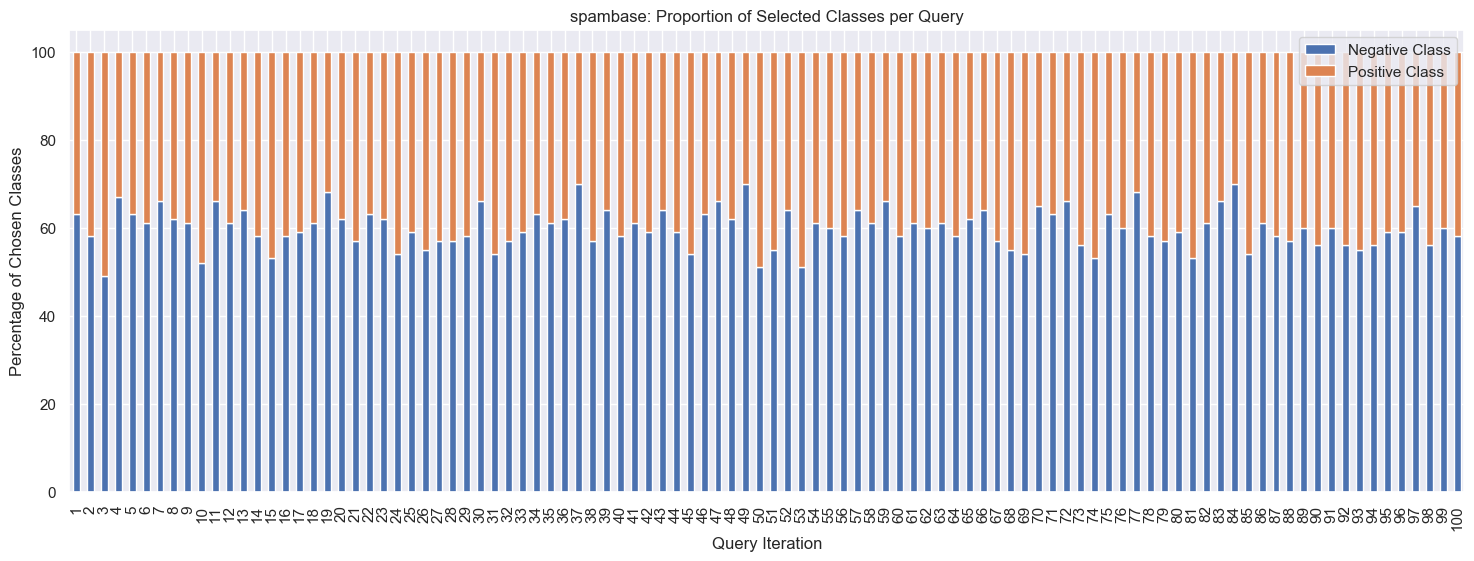 spambase: Proportion of Selected Classes per Query
Negative Class
Positive Class
Percentage of Chosen Classes
100
80
60
40
20
0
1 2 3 4 5 6 7 8 9 10 11 12 13 14 15 16 17 18 19 20 21 22 23 24 25 26 27 28 29 30 31 32 33 34 35 36 37 38 39 40 41 42 43 44 45 46 47 48 49 50 51 52 53 54 55 56 57 58 59 60 61 62 63 64 65 66 67 68 69 70 71 72 73 74 75 76 77 78 79 80 81 82 83 84 85 86 87 88 89 90 91 92 93 94 95 96 97 98 99 100
Query Iteration